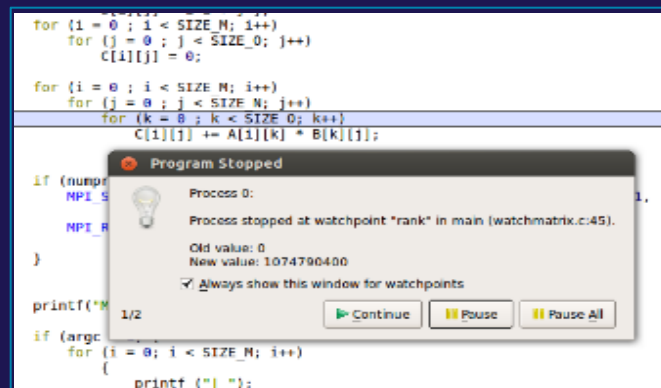 for (i = 0 ; i < SIZE_M; i++)
for (j = 0 ; j < SIZE_O; j++)
C[i][j] = 0;
for (i = 0 ; i < SIZE_M; i++)
for (j = 0 ; j < SIZE_N; j++)
for (k = 0 ; k < SIZE_O; k++)
C[i][j] += A[i][k] * B[k][j];
Program Stopped
if (numpr
Process 0:
MPI_S
1,
Process stopped at watchpoint "rank" in main (watchmatrix.c:45).
MPI_R
Old value: 0
New value: 1074790400
}
Always show this window for watchpoints
printf("M
1/2
Continue
Pause
Pause All
if (argc
for (i = 0; i < SIZE_M; i++)
{
printf ("| ");